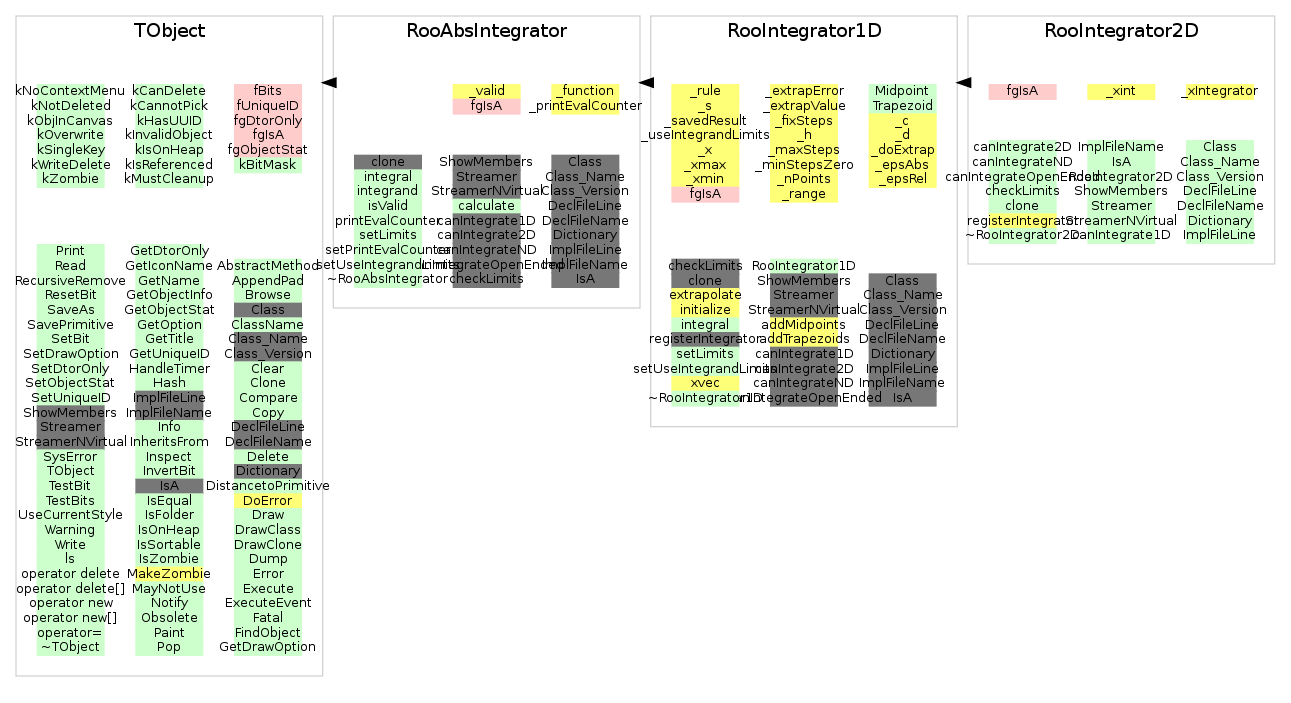 TObject
kNoContextMenu
kNotDeleted
kObjInCanvas
kOverwrite
kSingleKey
kWriteDelete
kZombie
kCanDelete
kCannotPick
kHasUUID
kInvalidObject
kIsOnHeap
kIsReferenced
kMustCleanup
fBits
fUniqueID
fgDtorOnly
fgIsA
fgObjectStat
kBitMask
Print
Read
RecursiveRemove
ResetBit
SaveAs
SavePrimitive
SetBit
SetDrawOption
SetDtorOnly
SetObjectStat
SetUniqueID
ShowMembers
Streamer
StreamerNVirtual
SysError
TObject
TestBit
TestBits
UseCurrentStyle
Warning
Write
ls
operator delete
operator delete[]
operator new
operator new[]
operator=
~TObject
GetDtorOnly
GetIconName
GetName
GetObjectInfo
GetObjectStat
GetOption
GetTitle
GetUniqueID
HandleTimer
Hash
ImplFileLine
ImplFileName
Info
InheritsFrom
Inspect
InvertBit
IsA
IsEqual
IsFolder
IsOnHeap
IsSortable
IsZombie
MakeZombie
MayNotUse
Notify
Obsolete
Paint
Pop
AbstractMethod
AppendPad
Browse
Class
ClassName
Class_Name
Class_Version
Clear
Clone
Compare
Copy
DeclFileLine
DeclFileName
Delete
Dictionary
DistancetoPrimitive
DoError
Draw
DrawClass
DrawClone
Dump
Error
Execute
ExecuteEvent
Fatal
FindObject
GetDrawOption
RooAbsIntegrator
_valid
fgIsA
_function
_printEvalCounter
clone
integral
integrand
isValid
printEvalCounter
setLimits
setPrintEvalCounter
setUseIntegrandLimits
~RooAbsIntegrator
ShowMembers
Streamer
StreamerNVirtual
calculate
canIntegrate1D
canIntegrate2D
canIntegrateND
canIntegrateOpenEnded
checkLimits
Class
Class_Name
Class_Version
DeclFileLine
DeclFileName
Dictionary
ImplFileLine
ImplFileName
IsA
RooIntegrator1D
_rule
_s
_savedResult
_useIntegrandLimits
_x
_xmax
_xmin
fgIsA
_extrapError
_extrapValue
_fixSteps
_h
_maxSteps
_minStepsZero
_nPoints
_range
Midpoint
Trapezoid
_c
_d
_doExtrap
_epsAbs
_epsRel
checkLimits
clone
extrapolate
initialize
integral
registerIntegrator
setLimits
setUseIntegrandLimits
xvec
~RooIntegrator1D
RooIntegrator1D
ShowMembers
Streamer
StreamerNVirtual
addMidpoints
addTrapezoids
canIntegrate1D
canIntegrate2D
canIntegrateND
canIntegrateOpenEnded
Class
Class_Name
Class_Version
DeclFileLine
DeclFileName
Dictionary
ImplFileLine
ImplFileName
IsA
RooIntegrator2D
fgIsA
_xint
_xIntegrator
canIntegrate2D
canIntegrateND
canIntegrateOpenEnded
checkLimits
clone
registerIntegrator
~RooIntegrator2D
ImplFileName
IsA
RooIntegrator2D
ShowMembers
Streamer
StreamerNVirtual
canIntegrate1D
Class
Class_Name
Class_Version
DeclFileLine
DeclFileName
Dictionary
ImplFileLine